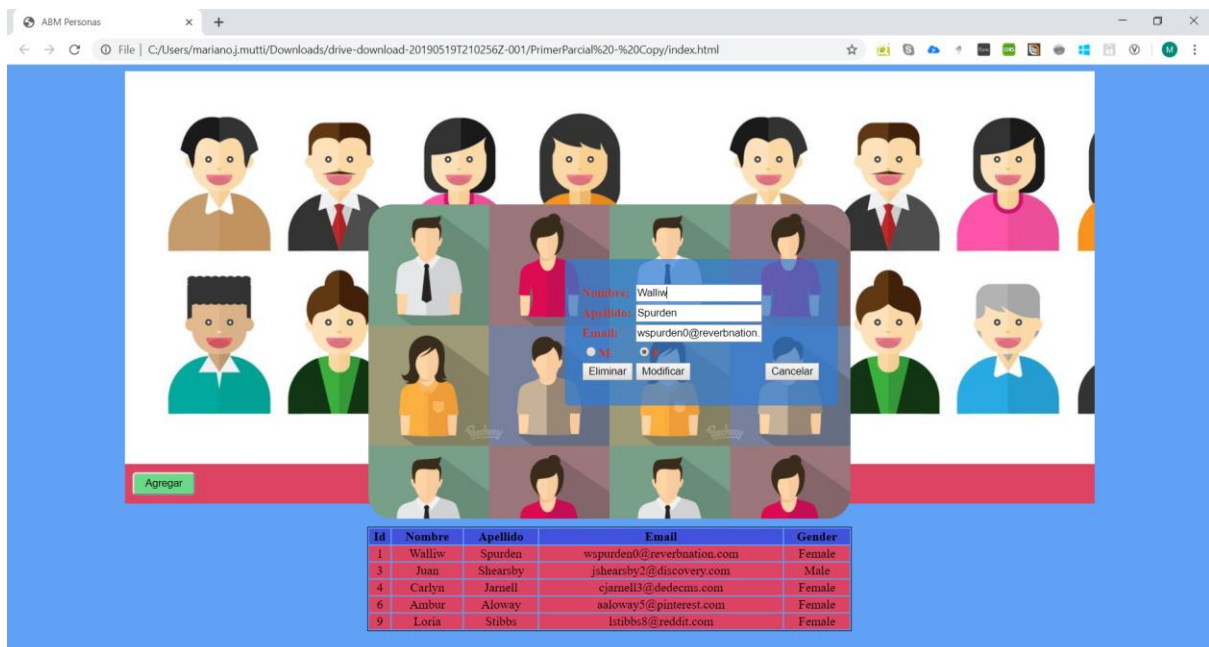 ABM Personas
File | C:/Users/mariano.j.mutti/Downloads/drive-download-20190519T210256Z-001/PrimerParcial%20-%20Copy/index.html
M
Nombre: Walliw
Apellido: Spurden
Email: wspurden0@reverbnation.
M F
Eliminar Modificar Cancelar
Agregar
Id Nombre Apellido Email Gender
1 Walliw Spurden wspurden0@reverbnation.com Female
3 Juan Shearsby jshearsby2@discovery.com Male
4 Carlyn Jarnell cjarnell3@dedecms.com Female
6 Ambur Aloway aaloway5@pinterest.com Female
9 Loria Stibbs lstibbs8@reddit.com Female